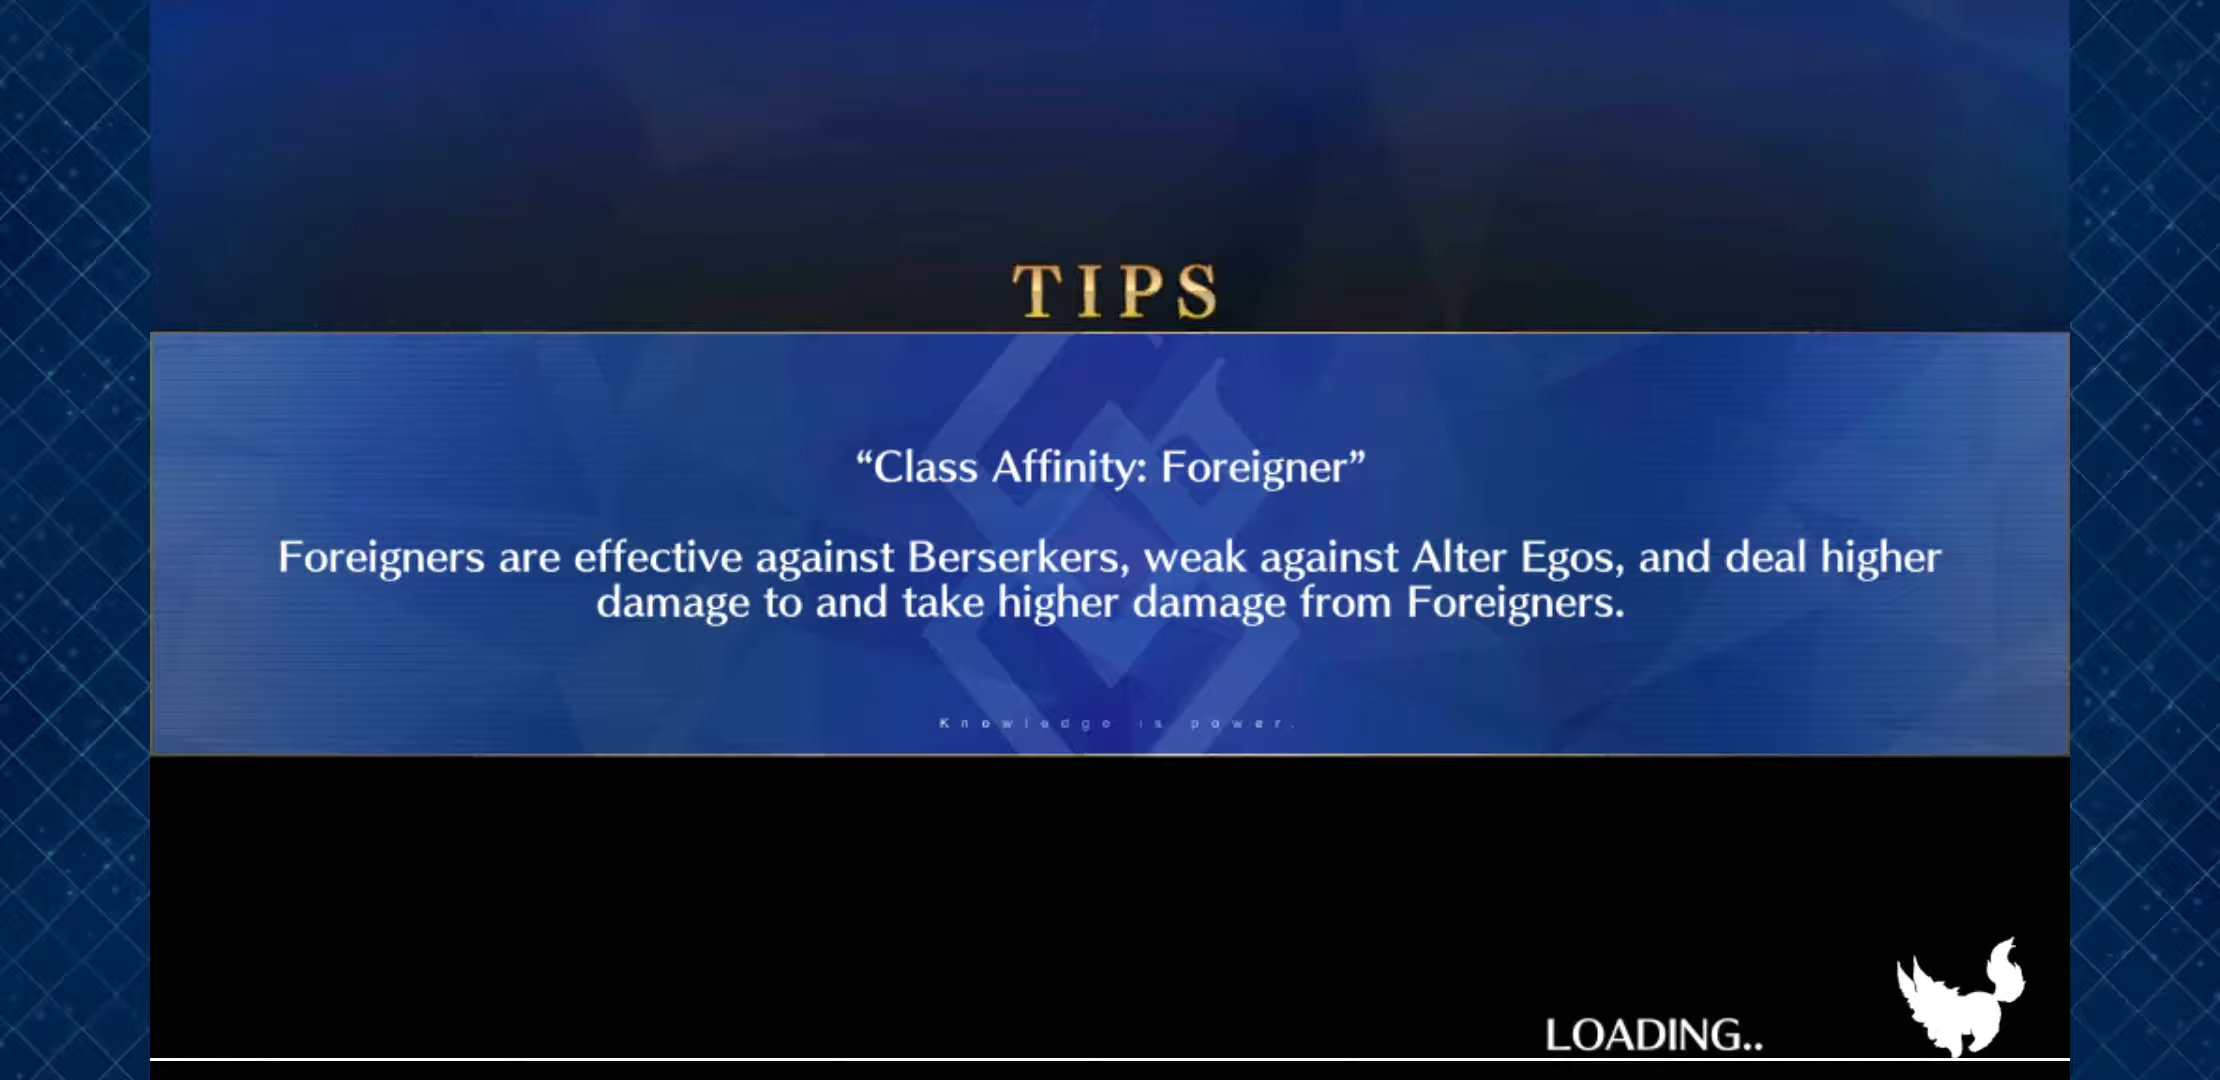 TIPS
“Class Affinity: Foreigner”
Foreigners are effective against Berserkers, weak against Alter Egos, and deal higher
damage to and take higher damage from Foreigners.
Knowledge is power.
LOADING..